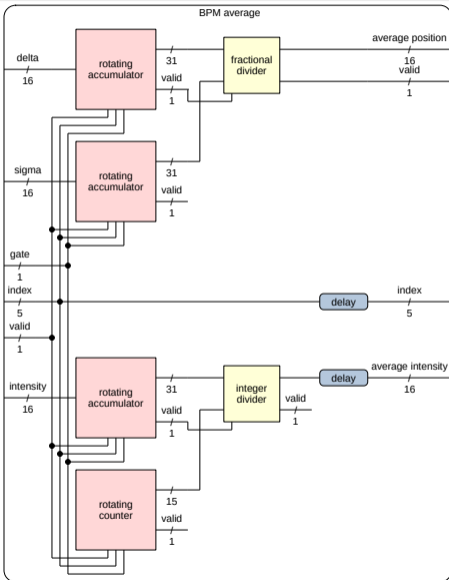 BPM average
delta
16
rotating
accumulator
31
valid
1
fractional
divider
average position
16
valid
1
sigma
16
rotating
accumulator
31
valid
1
gate
1
index
5
valid
1
delay
index
5
intensity
16
rotating
accumulator
31
valid
1
integer
divider
valid
1
delay
average intensity
16
rotating
counter
15
valid
1